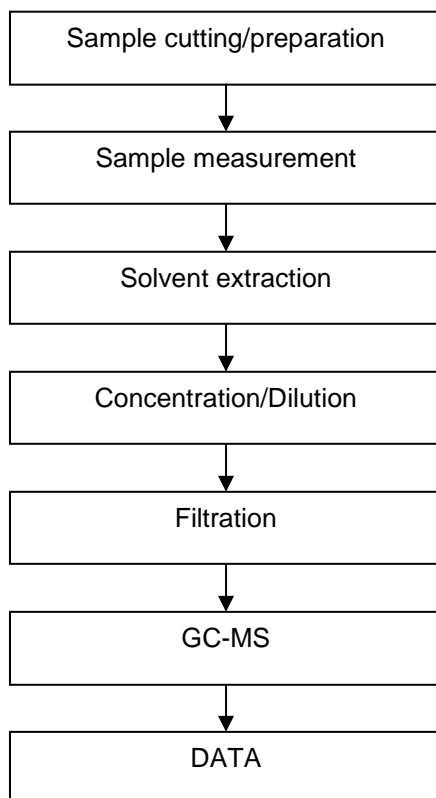 Sample cutting/preparation
Sample measurement
Solvent extraction
Concentration/Dilution
Filtration
GC-MS
DATA